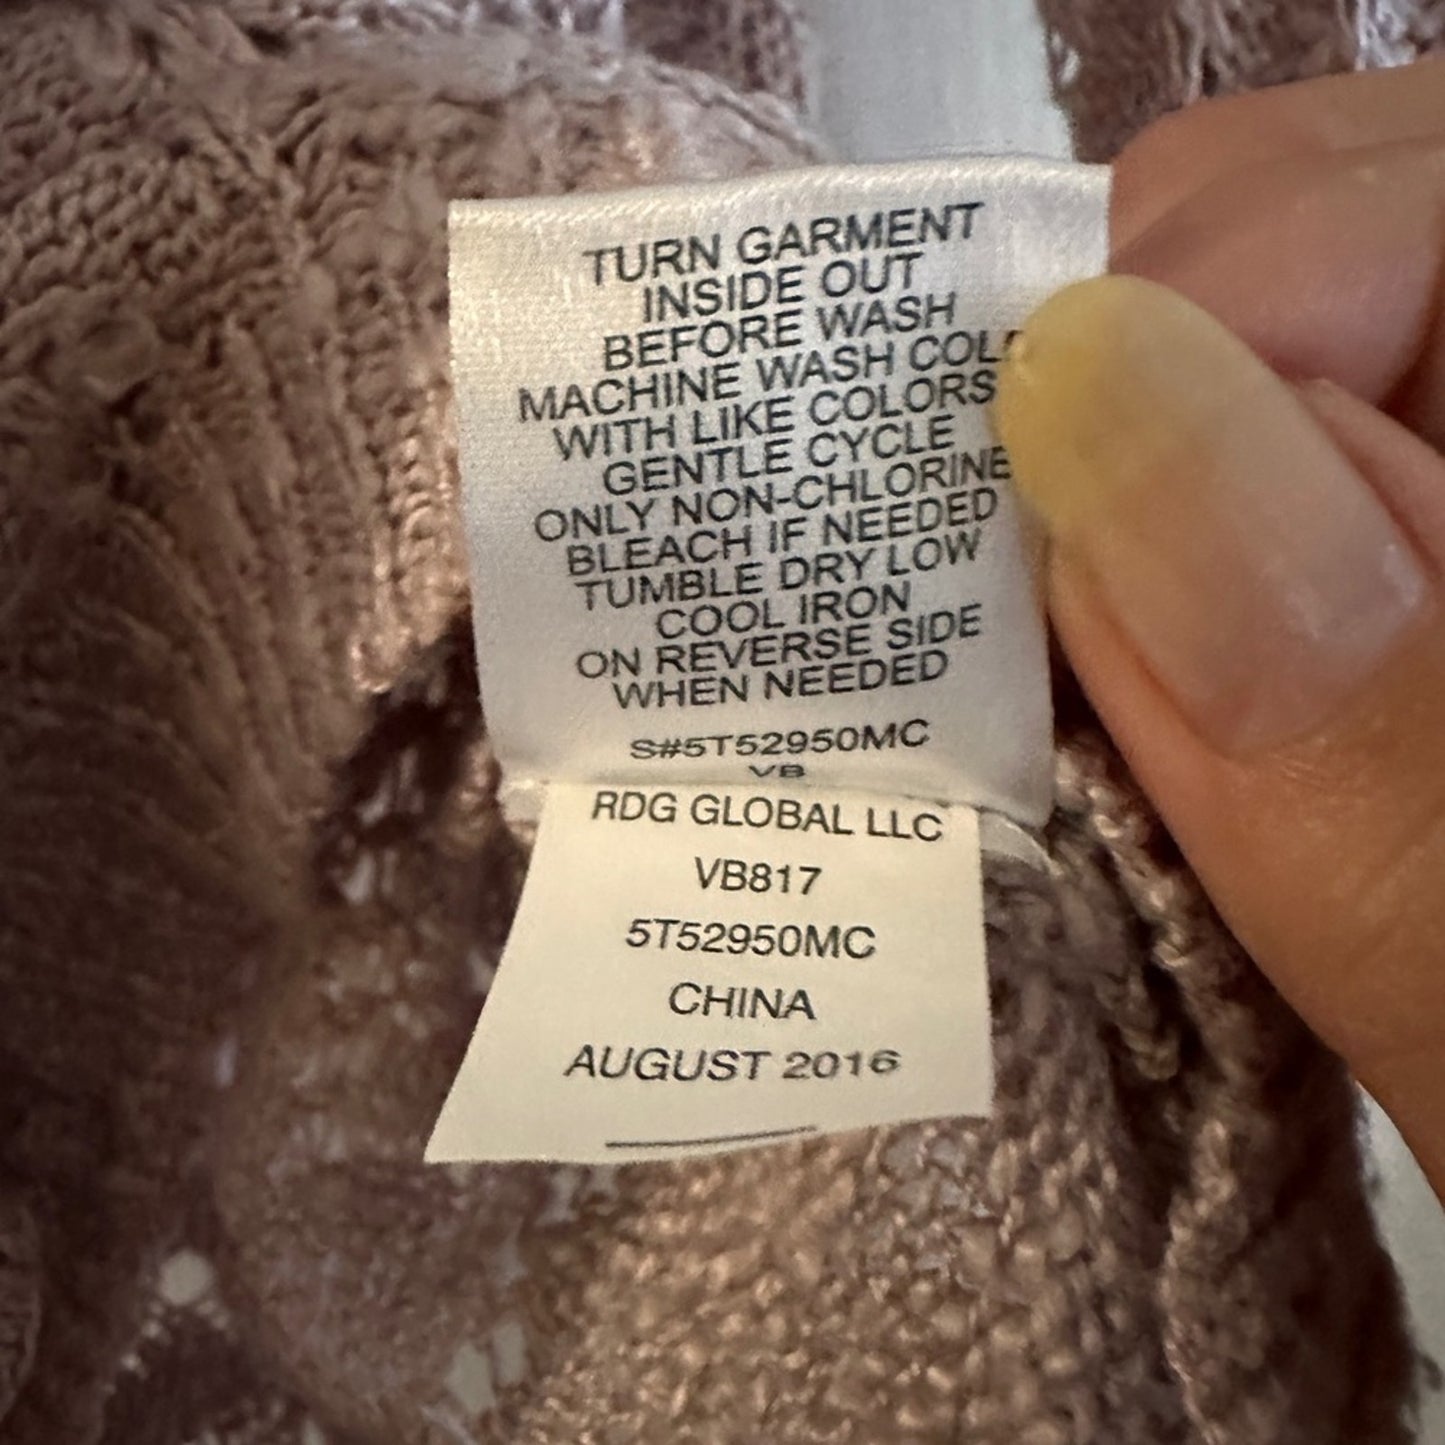 TURN GARMENT
INSIDE OUT
BEFORE WASH
MACHINE WASH COLD
WITH LIKE COLORS
GENTLE CYCLE
ONLY NON-CHLORINE
BLEACH IF NEEDED
TUMBLE DRY LOW
COOL IRON
ON REVERSE SIDE
WHEN NEEDED
S#5T52950MC
VB
RDG GLOBAL LLC
VB817
5T52950MC
CHINA
AUGUST 2016